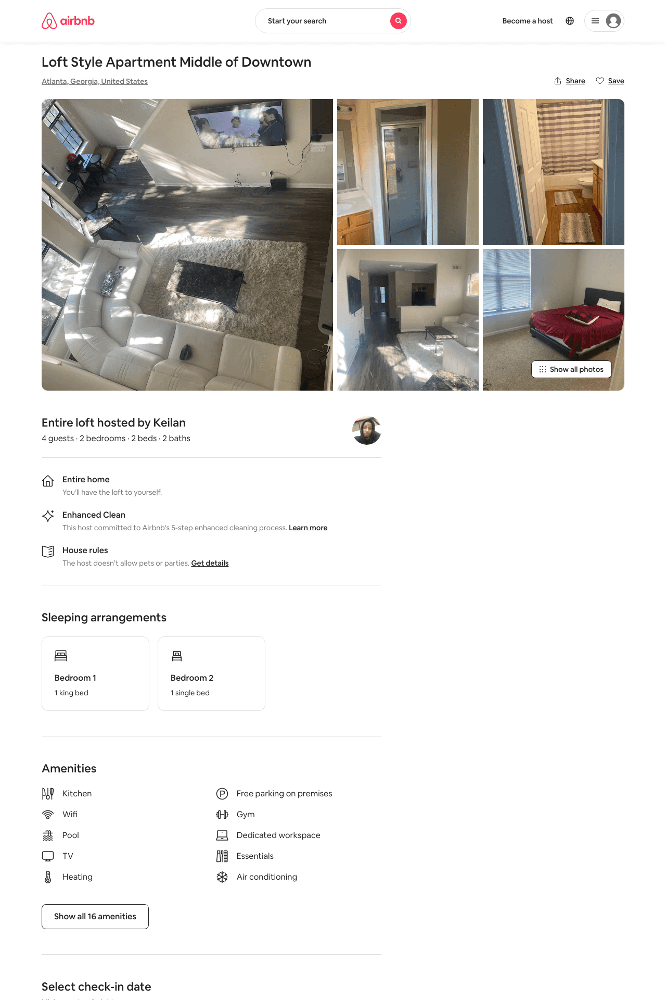 airbnb
Start your search
Become a host
Loft Style Apartment Middle of Downtown
Atlanta, Georgia, United States
Share
Save
Show all photos
Entire loft hosted by Keilan
4 guests · 2 bedrooms · 2 beds · 2 baths
Entire home
You’ll have the loft to yourself.
Enhanced Clean
This host committed to Airbnb's 5-step enhanced cleaning process. Learn more
House rules
The host doesn’t allow pets or parties. Get details
Sleeping arrangements
Bedroom 1
1 king bed
Bedroom 2
1 single bed
Amenities
Kitchen
Free parking on premises
Wifi
Gym
Pool
Dedicated workspace
TV
Essentials
Heating
Air conditioning
Show all 16 amenities
Select check-in date